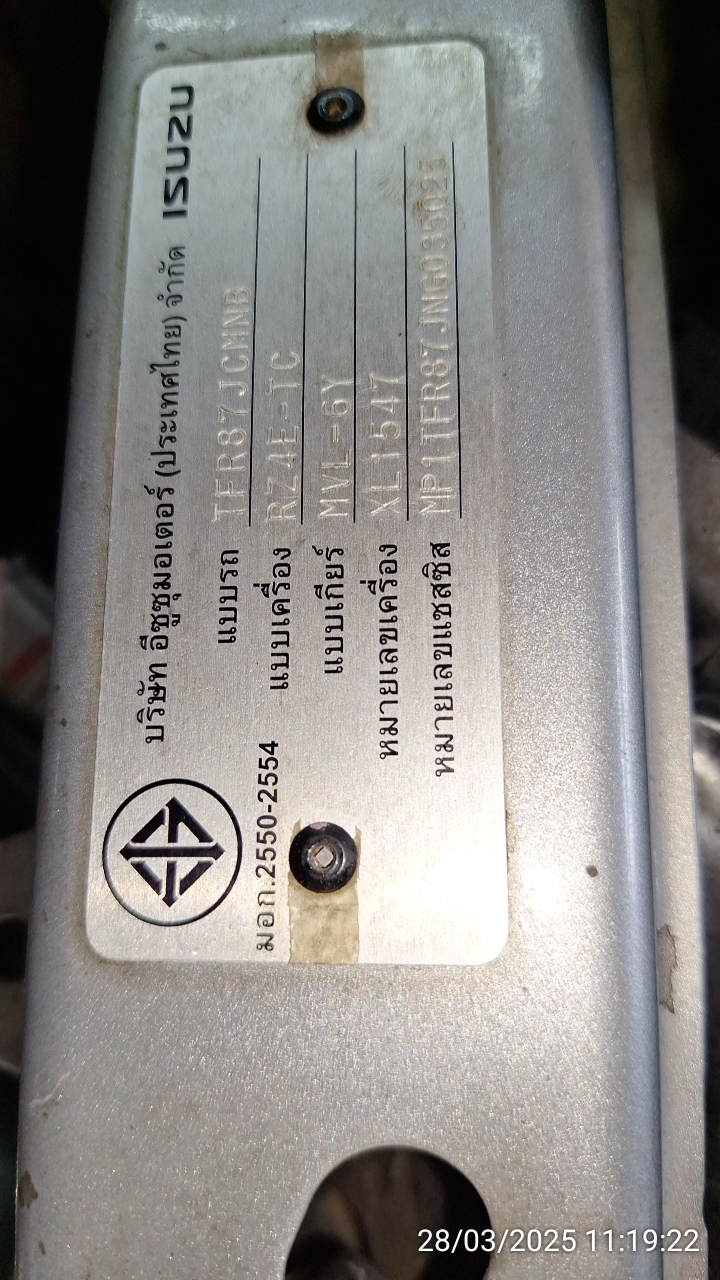 บริษัท อีซูซุมอเตอร์ (ประเทศไทย) จำกัด ISUZU
มอก.2550-2554
แบบรถ TFR87JCMNB
แบบเครื่อง RZ4E-TC
แบบเกียร์ MVL-6Y
หมายเลขเครื่อง XL1547
หมายเลขแชสซิส MP1TFR87JNG035025
28/03/2025 11:19:22